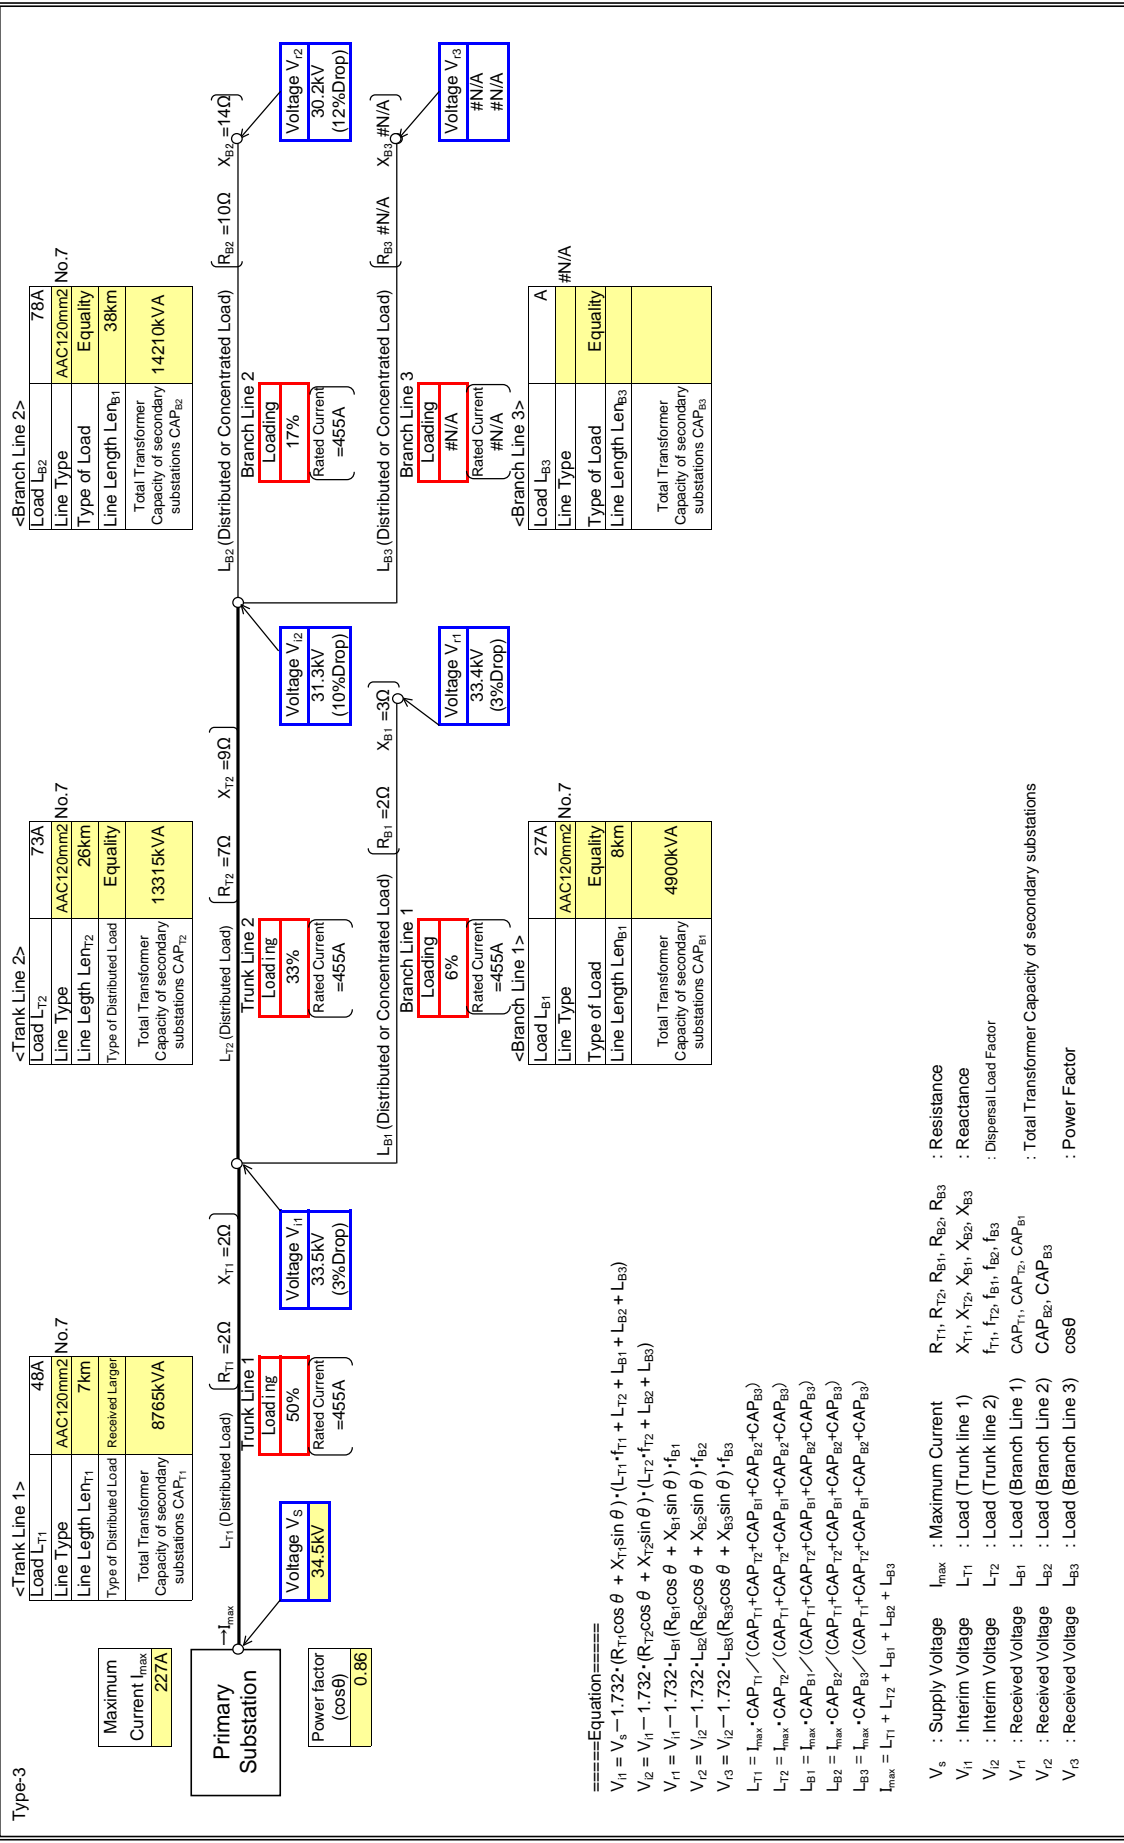 Type-3
Maximum
Current Imax
227A
Primary
Substation
Power factor
(cosθ)
0.86
→Imax
Voltage VS
34.5kV
<Trank Line 1>
Load LT1 48A
Line Type AAC120mm2 No.7
Line Legth LenT1 7km
Type of Distributed Load Received Larger
Total Transformer
Capacity of secondary
substations CAPT1
8765kVA
LT1 (Distributed Load)
RT1 =2Ω XT1 =2Ω
Trunk Line 1
Loading
50%
Rated Current
=455A
Voltage Vi1
33.5kV
(3%Drop)
<Trank Line 2>
Load LT2 73A
Line Type AAC120mm2 No.7
Line Legth LenT2 26km
Type of Distributed Load Equality
Total Transformer
Capacity of secondary
substations CAPT2
13315kVA
LT2 (Distributed Load)
RT2 =7Ω XT2 =9Ω
Trunk Line 2
Loading
33%
Rated Current
=455A
Voltage Vi2
31.3kV
(10%Drop)
LB1 (Distributed or Concentrated Load)
RB1 =2Ω XB1 =3Ω
Branch Line 1
Loading
6%
Rated Current
=455A
Voltage Vr1
33.4kV
(3%Drop)
<Branch Line 1>
Load LB1 27A
Line Type AAC120mm2 No.7
Type of Load Equality
Line Length LenB1 8km
Total Transformer
Capacity of secondary
substations CAPB1
4900kVA
<Branch Line 2>
Load LB2 78A
Line Type AAC120mm2 No.7
Type of Load Equality
Line Length LenB1 38km
Total Transformer
Capacity of secondary
substations CAPB2
14210kVA
LB2 (Distributed or Concentrated Load)
RB2 =10Ω XB2 =14Ω
Branch Line 2
Loading
17%
Rated Current
=455A
Voltage Vr2
30.2kV
(12%Drop)
LB3 (Distributed or Concentrated Load)
RB3 #N/A XB3 #N/A
Branch Line 3
Loading
#N/A
Rated Current
#N/A
Voltage Vr3
#N/A
#N/A
<Branch Line 3>
Load LB3 A
Line Type #N/A
Type of Load Equality
Line Length LenB3
Total Transformer
Capacity of secondary
substations CAPB3
=====Equation=====
Vi1 = Vs−1.732・(RT1cosθ + XT1sinθ)・(LT1・fT1 + LT2 + LB1 + LB2 + LB3)
Vi2 = Vi1−1.732・(RT2cosθ + XT2sinθ)・(LT2・fT2 + LB2 + LB3)
Vr1 = Vi1−1.732・LB1(RB1cosθ + XB1sinθ)・fB1
Vr2 = Vi2−1.732・LB2(RB2cosθ + XB2sinθ)・fB2
Vr3 = Vi2−1.732・LB3(RB3cosθ + XB3sinθ)・fB3
LT1 = Imax・CAPT1／(CAPT1+CAPT2+CAPB1+CAPB2+CAPB3)
LT2 = Imax・CAPT2／(CAPT1+CAPT2+CAPB1+CAPB2+CAPB3)
LB1 = Imax・CAPB1／(CAPT1+CAPT2+CAPB1+CAPB2+CAPB3)
LB2 = Imax・CAPB2／(CAPT1+CAPT2+CAPB1+CAPB2+CAPB3)
LB3 = Imax・CAPB3／(CAPT1+CAPT2+CAPB1+CAPB2+CAPB3)
Imax = LT1 + LT2 + LB1 + LB2 + LB3
Vs : Supply Voltage Imax : Maximum Current RT1, RT2, RB1, RB2, RB3 : Resistance
Vi1 : Interim Voltage LT1 : Load (Trunk line 1) XT1, XT2, XB1, XB2, XB3 : Reactance
Vi2 : Interim Voltage LT2 : Load (Trunk line 2) fT1, fT2, fB1, fB2, fB3 : Dispersal Load Factor
Vr1 : Received Voltage LB1 : Load (Branch Line 1) CAPT1, CAPT2, CAPB1 : Total Transformer Capacity of secondary substations
Vr2 : Received Voltage LB2 : Load (Branch Line 2) CAPB2, CAPB3
Vr3 : Received Voltage LB3 : Load (Branch Line 3) cosθ : Power Factor